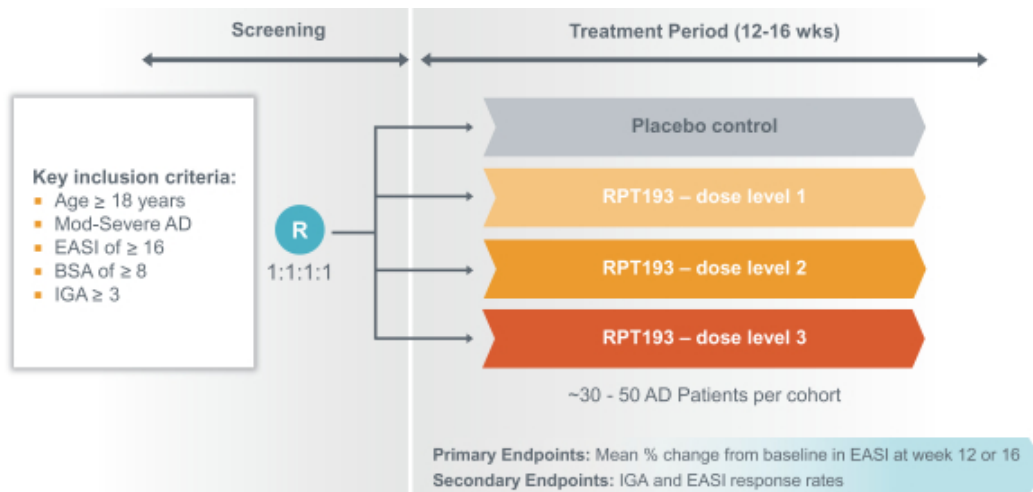 Screening
Treatment Period (12-16 wks)
Key inclusion criteria:
Age ≥ 18 years
Mod-Severe AD
EASI of ≥ 16
BSA of ≥ 8
IGA ≥ 3
R
1:1:1:1
Placebo control
RPT193 – dose level 1
RPT193 – dose level 2
RPT193 – dose level 3
~30 - 50 AD Patients per cohort
Primary Endpoints: Mean % change from baseline in EASI at week 12 or 16
Secondary Endpoints: IGA and EASI response rates